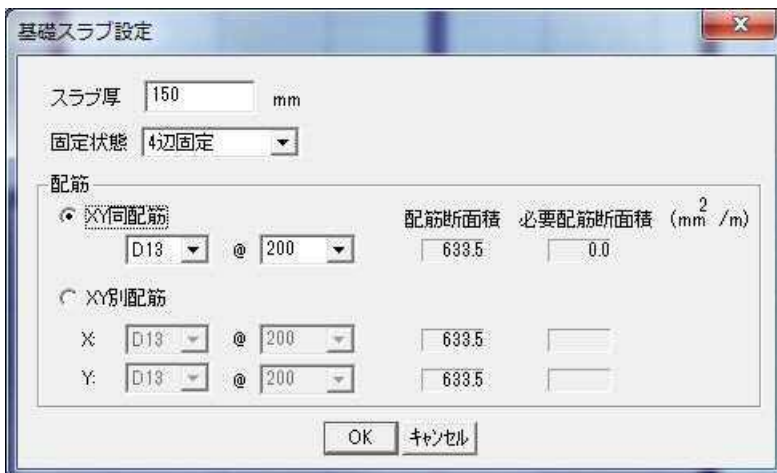 基礎スラブ設定
スラブ厚 150 mm
固定状態 4辺固定
配筋
XY同配筋 配筋断面積 必要配筋断面積 (mm2 /m)
D13 @ 200 633.5 0.0
XY別配筋
X: D13 @ 200 633.5
Y: D13 @ 200 633.5
OK キャンセル